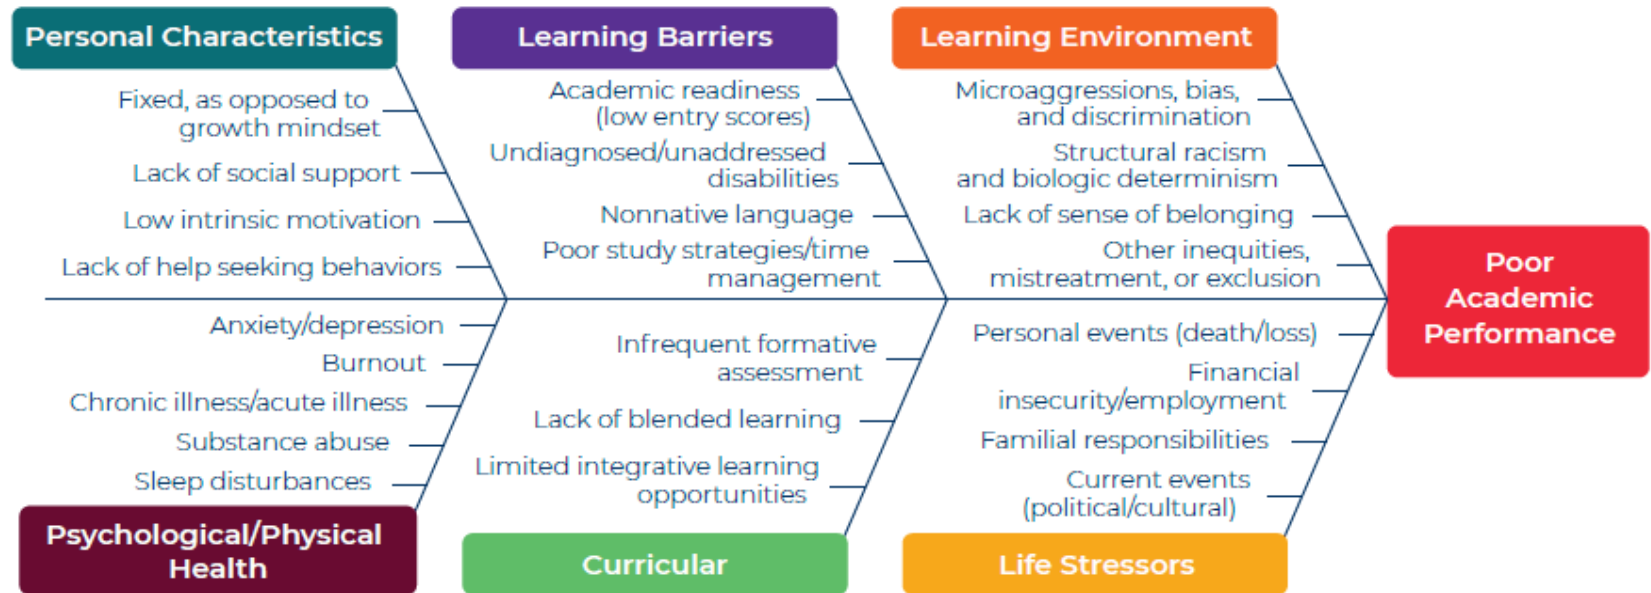 Personal Characteristics
Fixed, as opposed to
growth mindset
Lack of social support
Low intrinsic motivation
Lack of help seeking behaviors
Learning Barriers
Academic readiness
(low entry scores)
Undiagnosed/unaddressed
disabilities
Nonnative language
Poor study strategies/time
management
Learning Environment
Microaggressions, bias,
and discrimination
Structural racism
and biologic determinism
Lack of sense of belonging
Other inequities,
mistreatment, or exclusion
Poor
Academic
Performance
Anxiety/depression
Burnout
Chronic illness/acute illness
Substance abuse
Sleep disturbances
Psychological/Physical
Health
Infrequent formative
assessment
Lack of blended learning
Limited integrative learning
opportunities
Curricular
Personal events (death/loss)
Financial
insecurity/employment
Familial responsibilities
Current events
(political/cultural)
Life Stressors